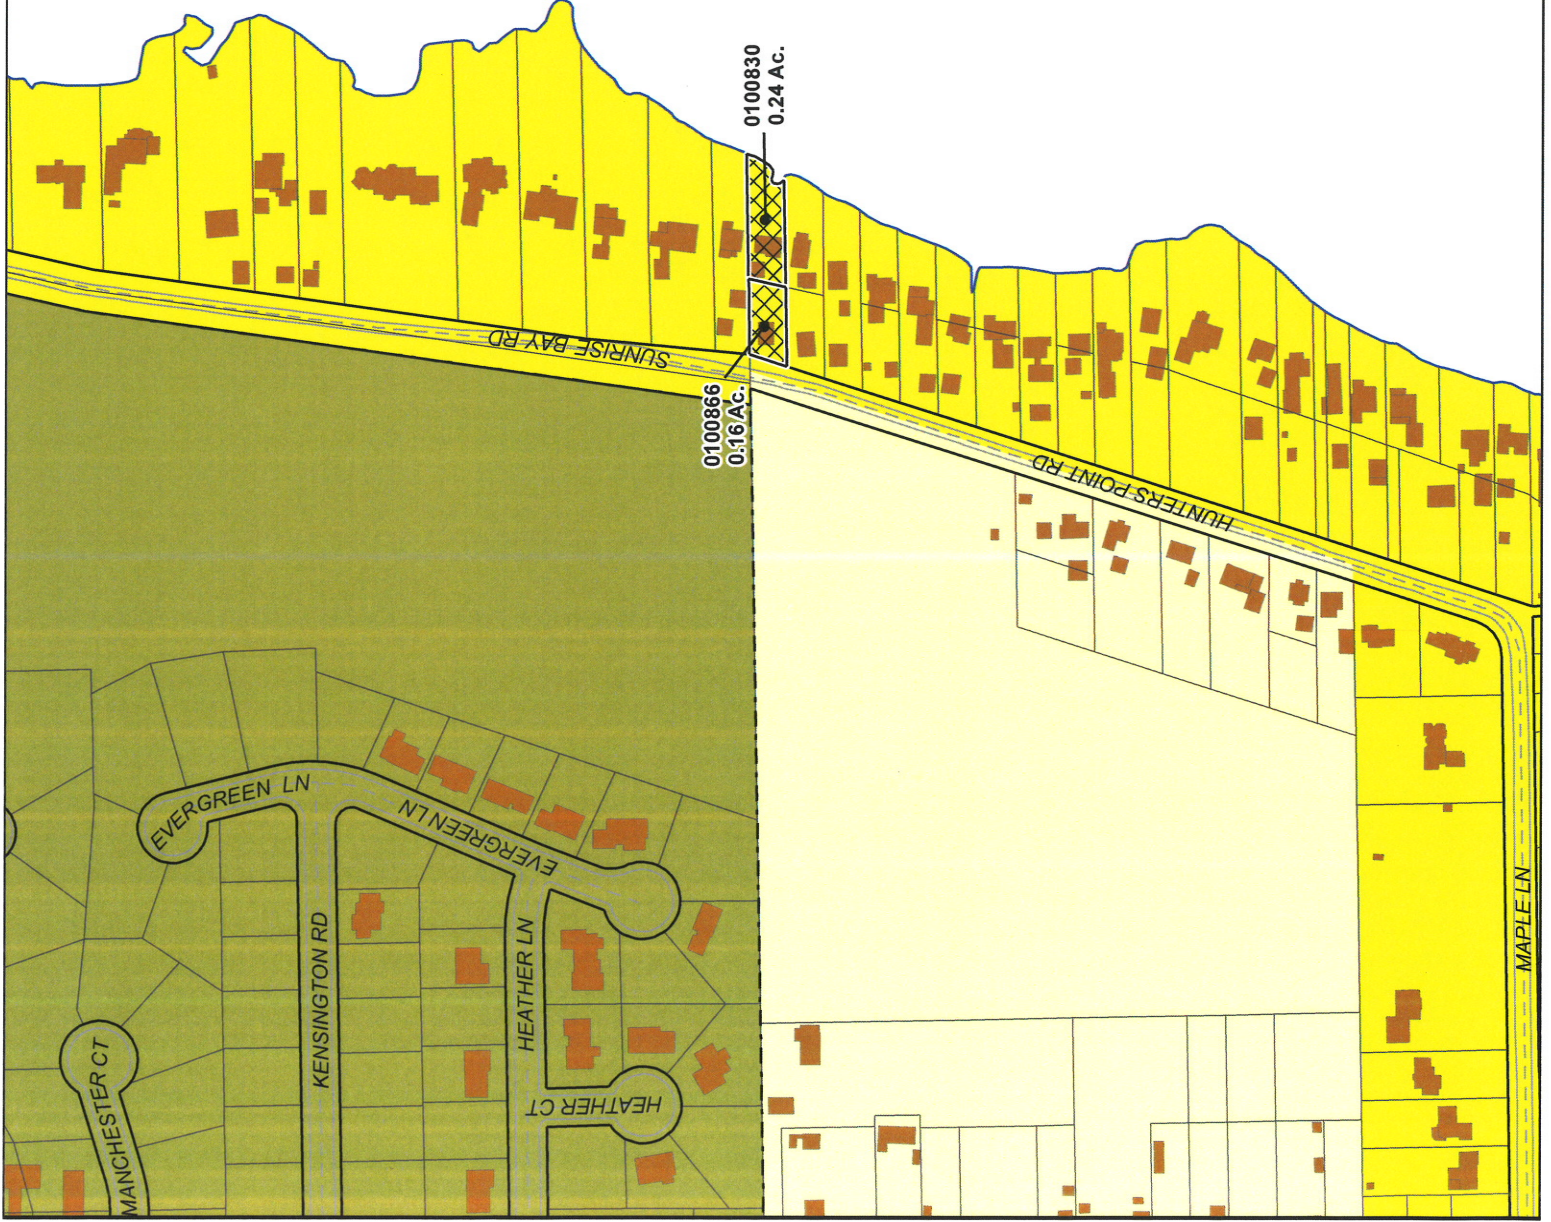 0100830
0.24 Ac.
SUNRISE BAY RD
0100866
0.16 Ac.
HUNTERS POINT RD
EVERGREEN LN
EVERGREEN LN
KENSINGTON RD
HEATHER LN
MAPLE LN
MANCHESTER CT
HEATHER CT